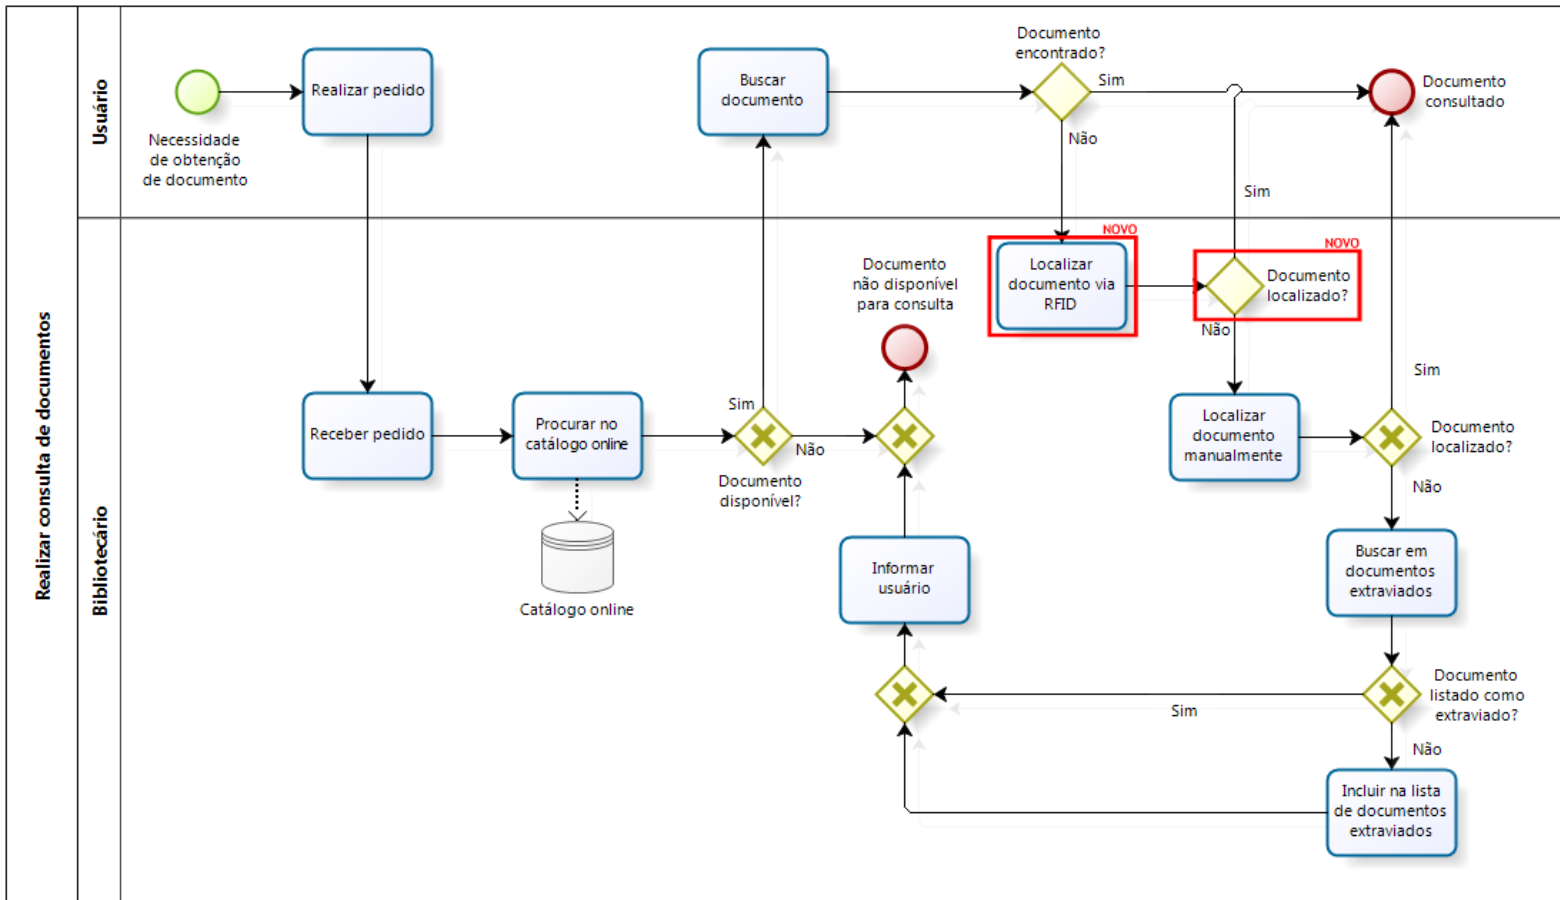 Realizar consulta de documentos
Usuário
Necessidade
de obtenção
de documento
Realizar pedido
Buscar
documento
Documento
encontrado?
Sim
Não
Documento
consultado
Sim
Bibliotecário
Receber pedido
Procurar no
catálogo online
Catálogo online
Sim
Não
Documento
disponível?
Documento
não disponível
para consulta
Informar
usuário
NOVO
Localizar
documento via
RFID
NOVO
Documento
localizado?
Não
Localizar
documento
manualmente
Sim
Documento
localizado?
Não
Buscar em
documentos
extraviados
Documento
listado como
extraviado?
Sim
Não
Incluir na lista
de documentos
extraviados